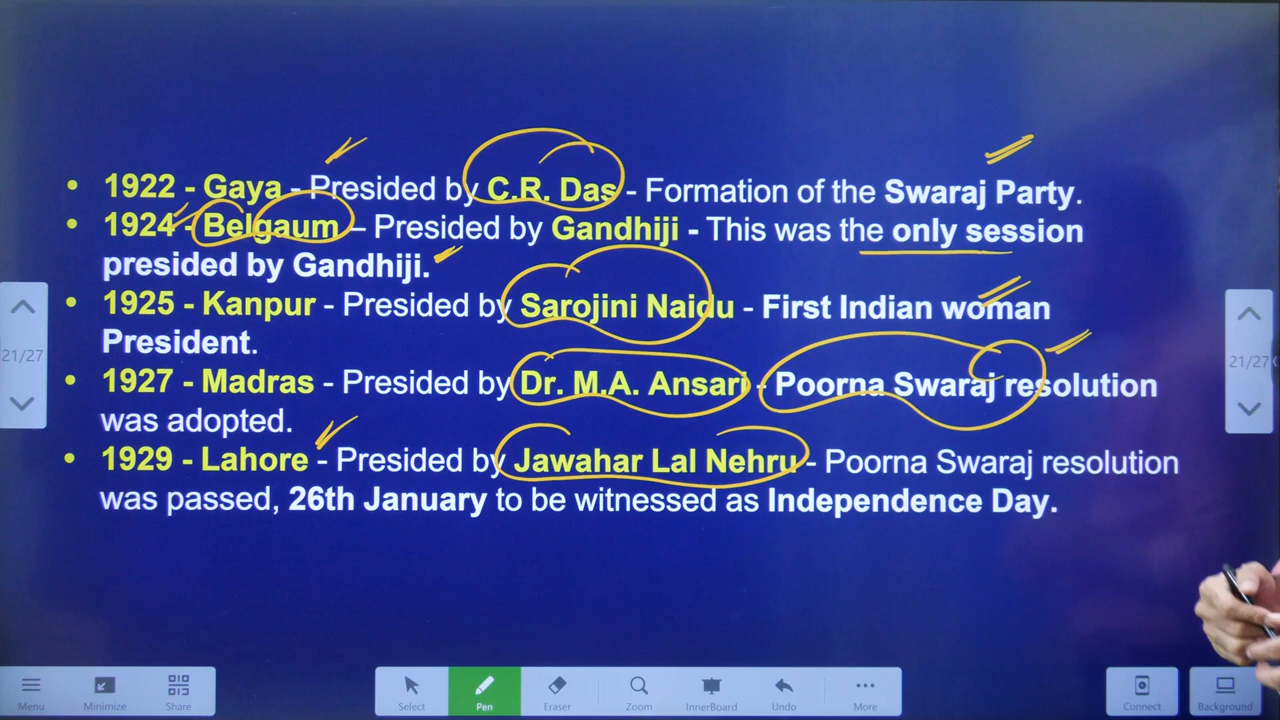 • 1922 - Gaya - Presided by C.R. Das - Formation of the Swaraj Party.
• 1924 - Belgaum – Presided by Gandhiji - This was the only session
presided by Gandhiji.
• 1925 - Kanpur - Presided by Sarojini Naidu - First Indian woman
President.
• 1927 - Madras - Presided by Dr. M.A. Ansari - Poorna Swaraj resolution
was adopted.
• 1929 - Lahore - Presided by Jawahar Lal Nehru - Poorna Swaraj resolution
was passed, 26th January to be witnessed as Independence Day.
21/27
21/27
Menu Minimize Share Select Pen Eraser Zoom InnerBoard Undo More Connect Background